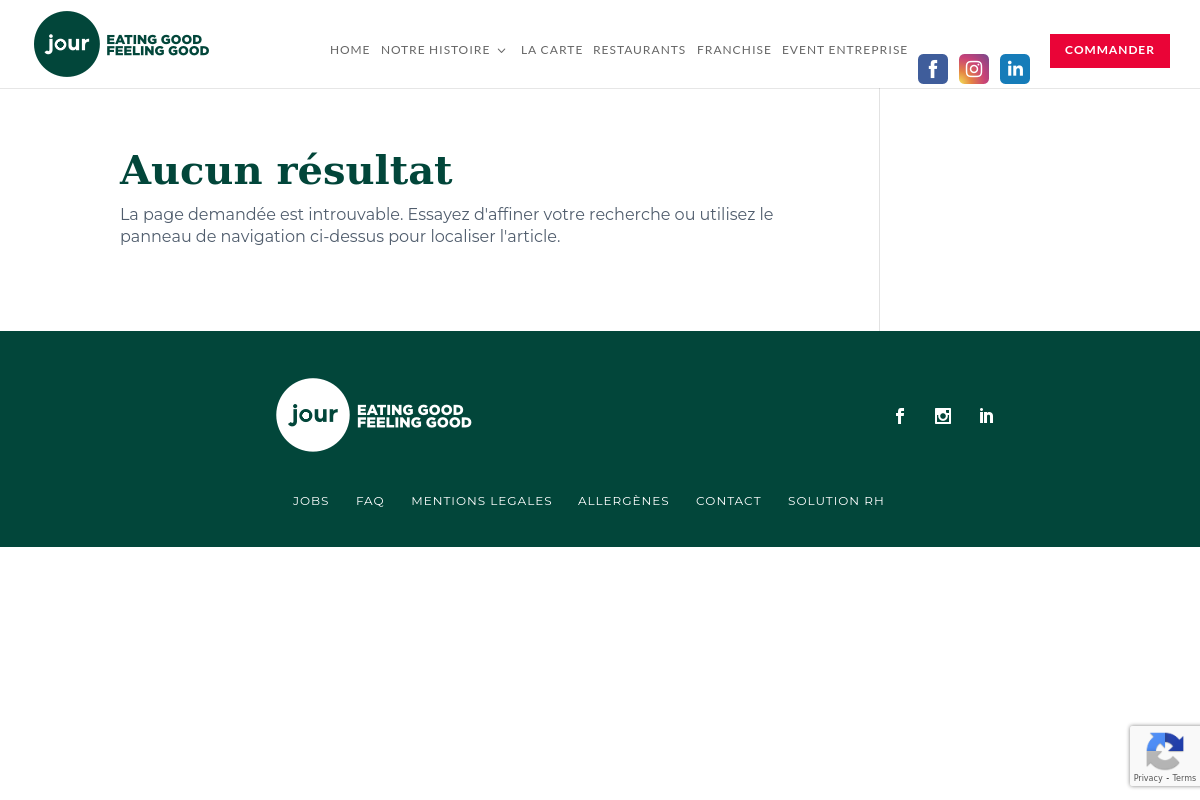 jour EATING GOOD
FEELING GOOD
HOME NOTRE HISTOIRE LA CARTE RESTAURANTS FRANCHISE EVENT ENTREPRISE COMMANDER
Aucun résultat
La page demandée est introuvable. Essayez d'affiner votre recherche ou utilisez le
panneau de navigation ci-dessus pour localiser l'article.
jour EATING GOOD
FEELING GOOD
JOBS FAQ MENTIONS LEGALES ALLERGÈNES CONTACT SOLUTION RH
Privacy - Terms